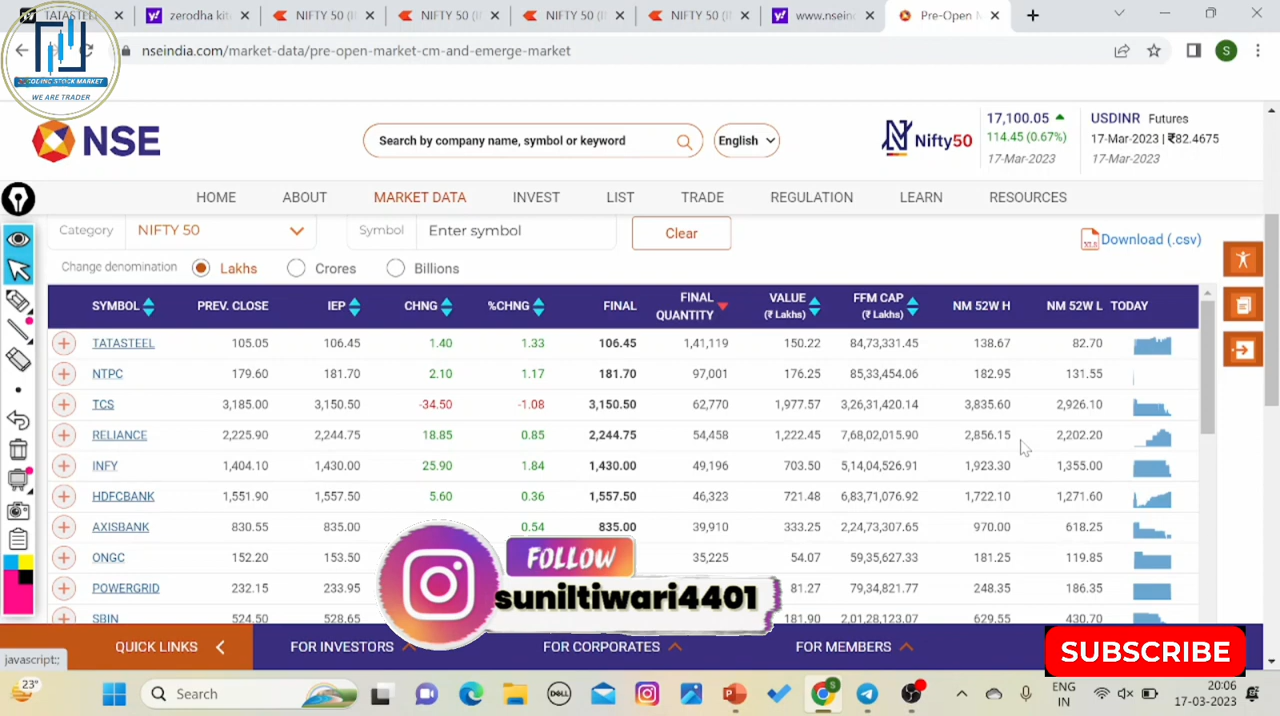 TATASTEEL
zerodha
NIFTY 50
NIFTY 50
NIFTY 50
NIFTY 50
www.nsein
Pre-Open
nseindia.com/market-data/pre-open-market-cm-and-emerge-market
S
STOCK MARKET
WE ARE TRADER
NSE
Search by company name, symbol or keyword
English
Nifty50
17,100.05
114.45 (0.67%)
17-Mar-2023
USDINR Futures
17-Mar-2023 | ₹82.4675
17-Mar-2023
HOME ABOUT MARKET DATA INVEST LIST TRADE REGULATION LEARN RESOURCES
Category NIFTY 50 Symbol Enter symbol Clear
Download (.csv)
Change denomination Lakhs Crores Billions
SYMBOL PREV. CLOSE IEP CHNG %CHNG FINAL FINAL QUANTITY VALUE (₹ Lakhs) FFM CAP (₹ Lakhs) NM 52W H NM 52W L TODAY
TATASTEEL 105.05 106.45 1.40 1.33 106.45 1,41,119 150.22 84,73,331.45 138.67 82.70
NTPC 179.60 181.70 2.10 1.17 181.70 97,001 176.25 85,33,454.06 182.95 131.55
TCS 3,185.00 3,150.50 -34.50 -1.08 3,150.50 62,770 1,977.57 3,26,31,420.14 3,835.60 2,926.10
RELIANCE 2,225.90 2,244.75 18.85 0.85 2,244.75 54,458 1,222.45 7,68,02,015.90 2,856.15 2,202.20
INFY 1,404.10 1,430.00 25.90 1.84 1,430.00 49,196 703.50 5,14,04,526.91 1,923.30 1,355.00
HDFCBANK 1,551.90 1,557.50 5.60 0.36 1,557.50 46,323 721.48 6,83,71,076.92 1,722.10 1,271.60
AXISBANK 830.55 835.00 0.54 835.00 39,910 333.25 2,24,73,307.65 970.00 618.25
ONGC 152.20 153.50 35,225 54.07 59,35,627.33 181.25 119.85
POWERGRID 232.15 233.95 81.27 79,34,821.77 248.35 186.35
SBIN 524.50 528.65 181.90 2,01,28,123.07 629.55 430.70
FOLLOW
suniltiwari4401
QUICK LINKS FOR INVESTORS FOR CORPORATES FOR MEMBERS
SUBSCRIBE
javascript:;
23°
Search
DELL
ENG
IN
20:06
17-03-2023